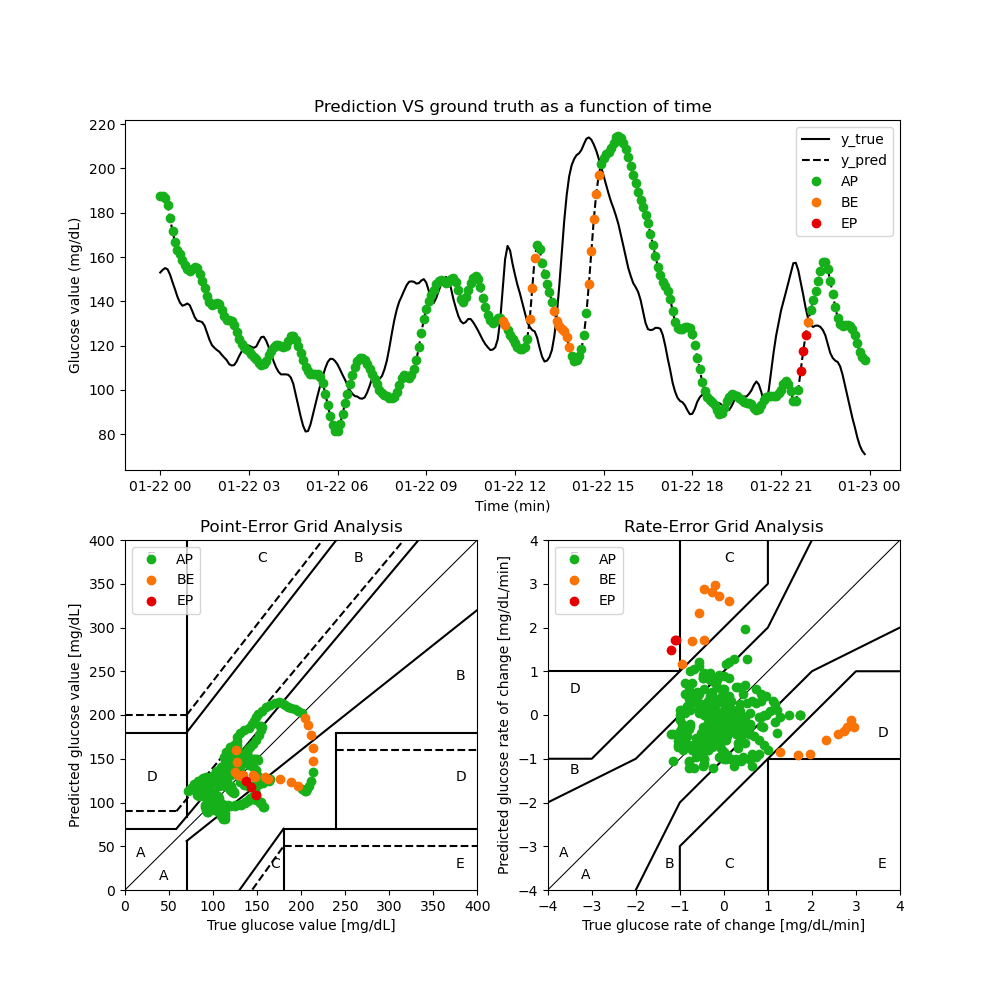 Prediction VS ground truth as a function of time
Glucose value (mg/dL)
220
200
180
160
140
120
100
80
y_true
y_pred
AP
BE
EP
01-22 00 01-22 03 01-22 06 01-22 09 01-22 12 01-22 15 01-22 18 01-22 21 01-23 00
Time (min)
Point-Error Grid Analysis
Predicted glucose value [mg/dL]
400
350
300
250
200
150
100
50
0
AP
BE
EP
C B
B
D D
A
A
C E
0 50 100 150 200 250 300 350 400
True glucose value [mg/dL]
Rate-Error Grid Analysis
Predicted glucose rate of change [mg/dL/min]
4
3
2
1
0
−1
−2
−3
−4
AP
BE
EP
C
D
D
B
A
A
B C E
−4 −3 −2 −1 0 1 2 3 4
True glucose rate of change [mg/dL/min]